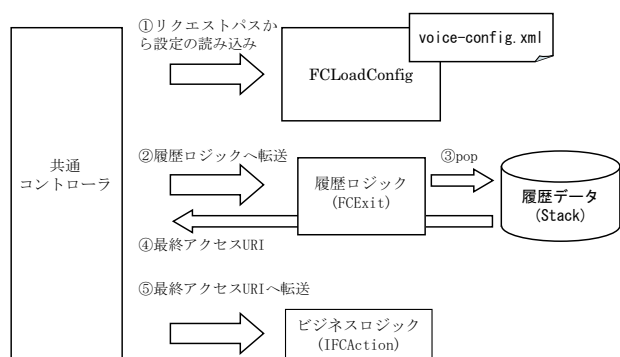 ①リクエストパスか
ら設定の読み込み
voice-config.xml
FCLoadConfig
共通
コントローラ
②履歴ロジックへ転送
③pop
履歴ロジック
(FCExit)
履歴データ
(Stack)
④最終アクセスURI
⑤最終アクセスURIへ転送
ビジネスロジック
(IFCAction)